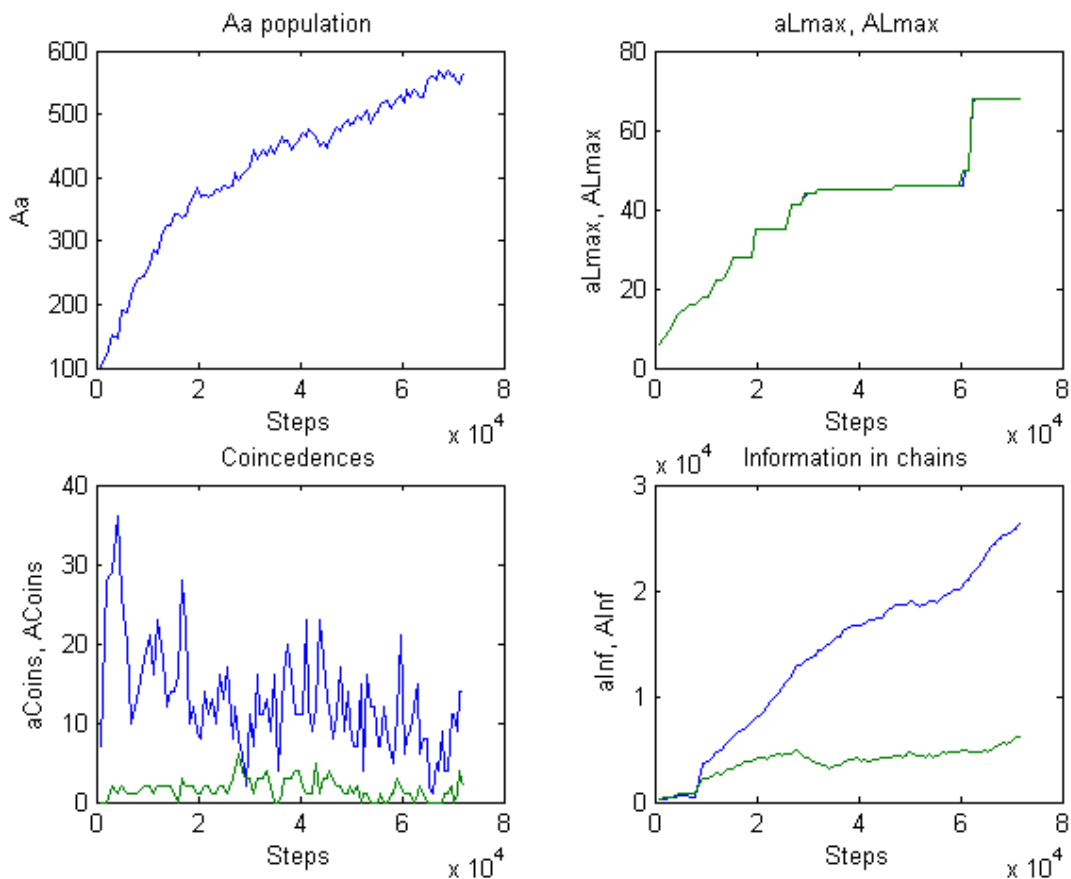 Aa population
600
500
400
300
200
100
Aa
0
2
4
6
8
Steps
x 10^4
aLmax, ALmax
80
60
40
20
0
aLmax, ALmax
0
2
4
6
8
Steps
x 10^4
Coincedences
40
30
20
10
0
aCoins, ACoins
0
2
4
6
8
Steps
x 10^4
x 10^4
Information in chains
3
2
1
0
aInf, AInf
0
2
4
6
8
Steps
x 10^4